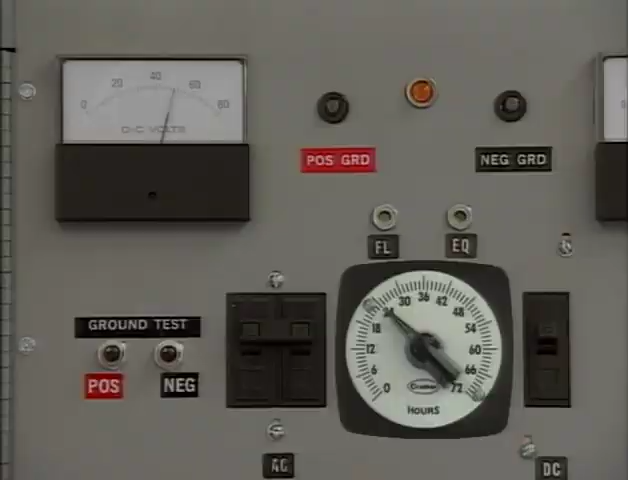 0 20 40 60 80
D-C VOLTS
POS GRD
NEG GRD
0
FL
EQ
GROUND TEST
POS
NEG
0 6 12 18 24 30 36 42 48 54 60 66 72
HOURS
AC
DC